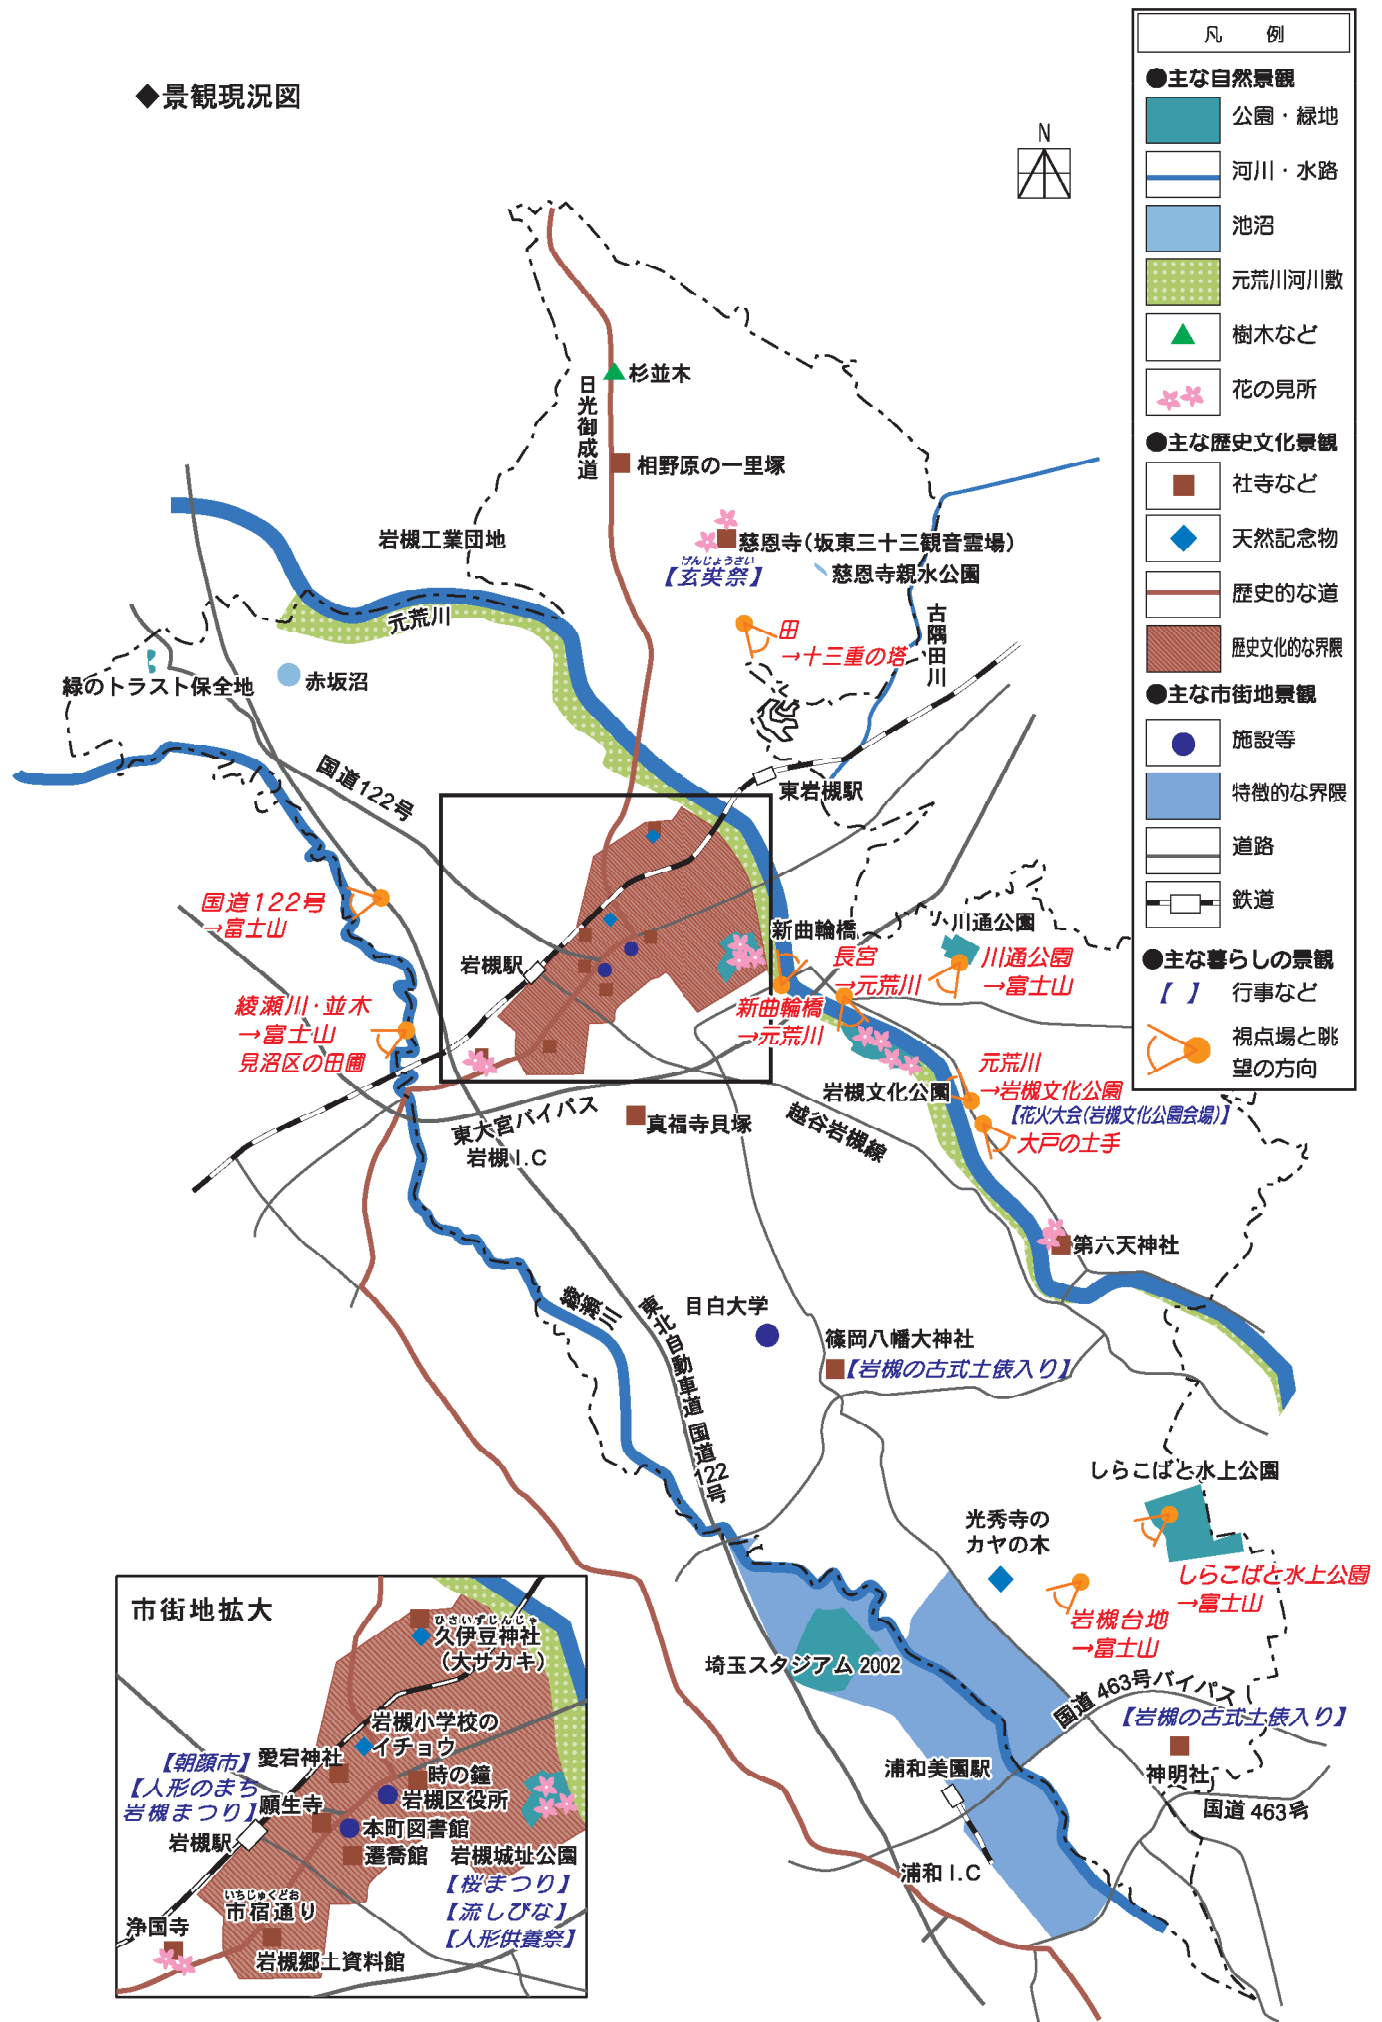 ◆景観現況図
N
凡 例
●主な自然景観
公園・緑地
河川・水路
池沼
元荒川河川敷
樹木など
花の見所
●主な歴史文化景観
社寺など
天然記念物
歴史的な道
歴史文化的な界隈
●主な市街地景観
施設等
特徴的な界隈
道路
鉄道
●主な暮らしの景観
【 】
行事など
視点場と眺
望の方向
杉並木
日光御成道
相野原の一里塚
岩槻工業団地
慈恩寺(坂東三十三観音霊場)
げんじょうさい
【玄奘祭】
慈恩寺親水公園
元荒川
古隅田川
田
→十三重の塔
緑のトラスト保全地
赤坂沼
国道122号
東岩槻駅
国道122号
→富士山
新曲輪橋
川通公園
長宮
→元荒川
川通公園
→富士山
岩槻駅
綾瀬川・並木
→富士山
見沼区の田圃
新曲輪橋
→元荒川
元荒川
→岩槻文化公園
【花火大会(岩槻文化公園会場)】
岩槻文化公園
大戸の土手
東大宮バイパス
岩槻I.C
真福寺貝塚
越谷岩槻線
第六天神社
綾瀬川
東北自動車道
国道122号
目白大学
篠岡八幡大神社
【岩槻の古式土俵入り】
しらこばと水上公園
光秀寺の
カヤの木
しらこばと水上公園
→富士山
岩槻台地
→富士山
埼玉スタジアム2002
国道463号バイパス
【岩槻の古式土俵入り】
神明社
国道463号
浦和美園駅
浦和I.C
市街地拡大
ひさいずじんじゃ
久伊豆神社
(大サカキ)
岩槻小学校の
イチョウ
【朝顔市】
愛宕神社
【人形のまち
岩槻まつり】
時の鐘
岩槻区役所
願生寺
岩槻駅
本町図書館
遷喬館
岩槻城址公園
【桜まつり】
【流しびな】
【人形供養祭】
いちじゅくどお
市宿通り
浄国寺
岩槻郷土資料館